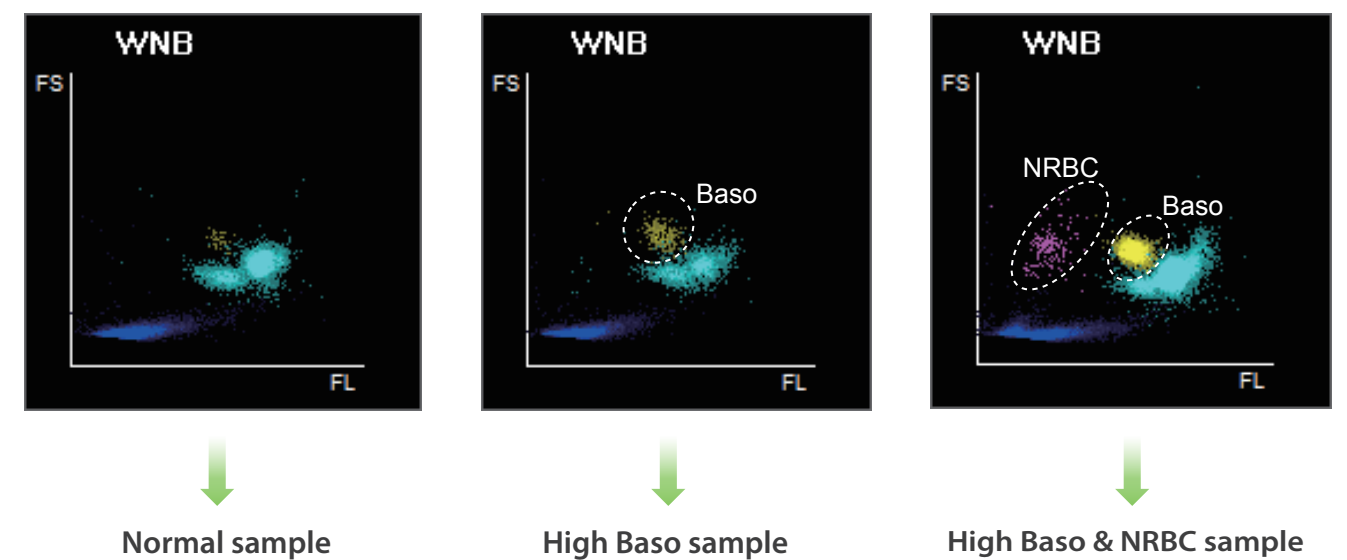 WNB
FS
FL
Normal sample
WNB
FS
Baso
FL
High Baso sample
WNB
FS
NRBC
Baso
FL
High Baso & NRBC sample